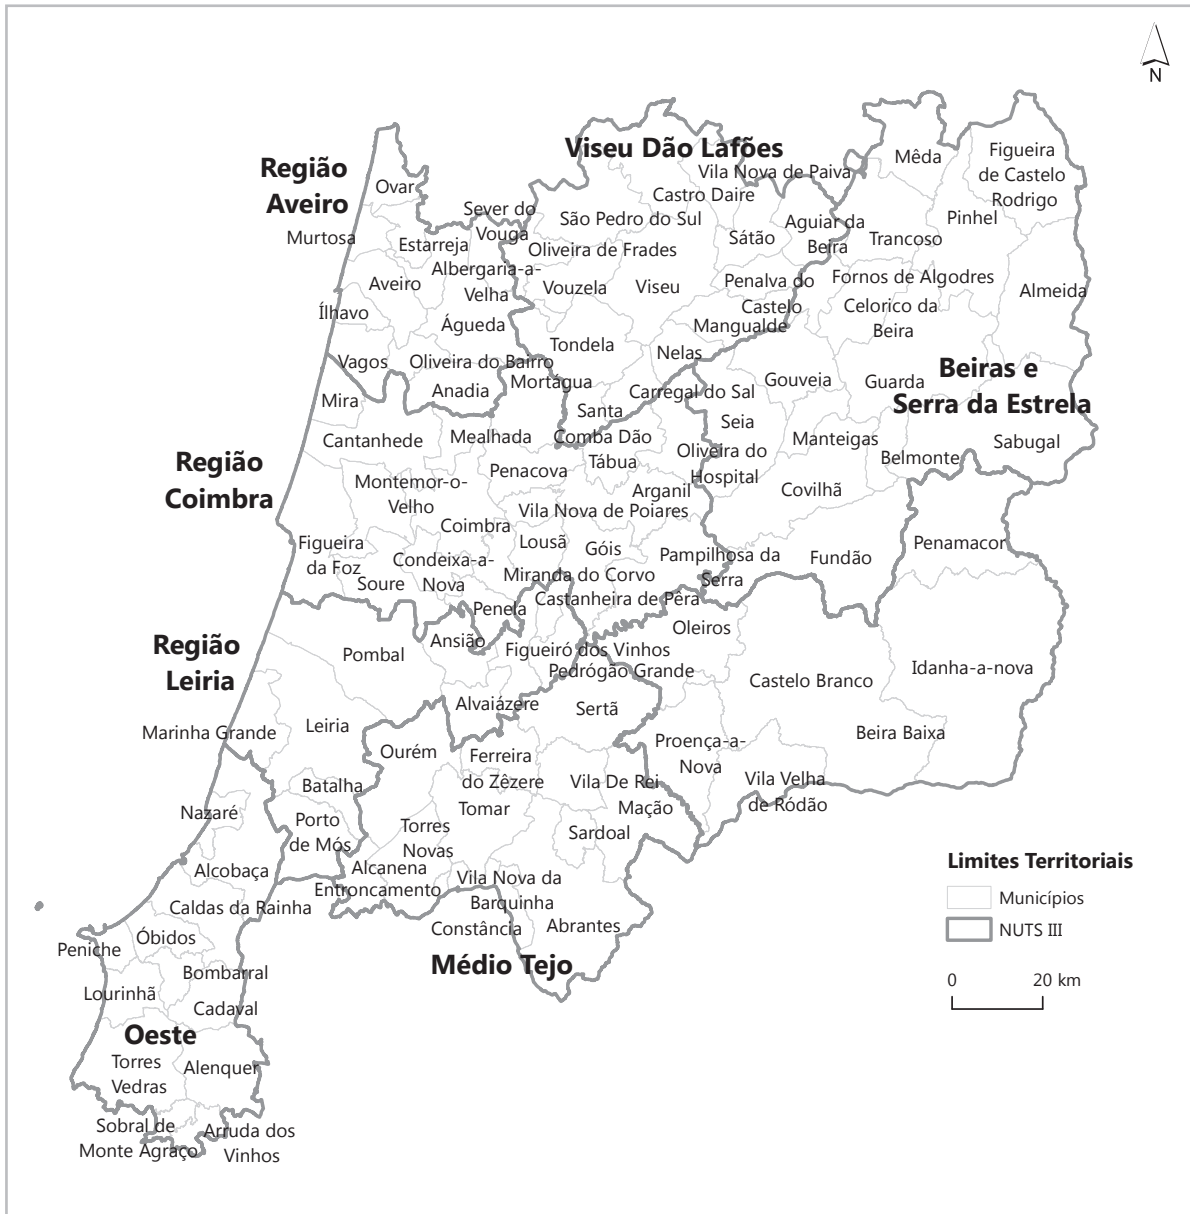 N
Viseu Dão Lafões
Região
Aveiro
Mêda
Figueira
de Castelo
Rodrigo
Vila Nova de Paiva
Ovar
Castro Daire
Sever do
Vouga
São Pedro do Sul
Aguiar da
Beira
Pinhel
Murtosa
Estarreja
Oliveira de Frades
Sátão
Trancoso
Albergaria-a-
Velha
Aveiro
Vouzela
Viseu
Penalva do
Castelo
Fornos de Algodres
Almeida
Ílhavo
Águeda
Mangualde
Celorico da
Beira
Tondela
Nelas
Vagos
Oliveira do Bairro
Anadia
Mortágua
Carregal do Sal
Gouveia
Guarda
Beiras e
Serra da Estrela
Mira
Santa
Comba Dão
Seia
Cantanhede
Mealhada
Manteigas
Sabugal
Região
Coimbra
Tábua
Oliveira do
Hospital
Belmonte
Penacova
Montemor-o-
Velho
Arganil
Covilhã
Vila Nova de Poiares
Coimbra
Figueira
da Foz
Lousã
Góis
Pampilhosa da
Serra
Fundão
Penamacor
Condeixa-a-
Nova
Soure
Miranda do Corvo
Castanheira de Pêra
Penela
Oleiros
Região
Leiria
Pombal
Ansião
Figueiró dos Vinhos
Pedrógão Grande
Castelo Branco
Idanha-a-nova
Alvaiázere
Sertã
Marinha Grande
Leiria
Ourém
Ferreira
do Zêzere
Proença-a-
Nova
Beira Baixa
Batalha
Vila De Rei
Vila Velha
de Ródão
Nazaré
Tomar
Mação
Porto
de Mós
Torres
Novas
Sardoal
Alcobaça
Alcanena
Entroncamento
Vila Nova da
Barquinha
Caldas da Rainha
Constância
Abrantes
Óbidos
Peniche
Médio Tejo
Bombarral
Lourinhã
Cadaval
Oeste
Torres
Vedras
Alenquer
Sobral de
Monte Agraço
Arruda dos
Vinhos
Limites Territoriais
Municípios
NUTS III
0 20 km